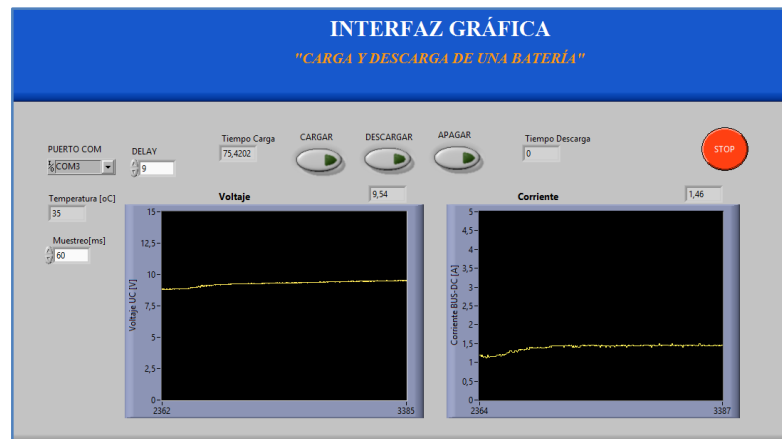 INTERFAZ GRÁFICA
"CARGA Y DESCARGA DE UNA BATERÍA"
PUERTO COM
COM3
DELAY
9
Tiempo Carga
75,4202
CARGAR
DESCARGAR
APAGAR
Tiempo Descarga
0
STOP
Temperatura [oC]
35
Muestreo[ms]
60
Voltaje
9,54
15
12,5
10
7,5
5
2,5
0
Voltaje UC [V]
2362
3385
Corriente
1,46
5
4,5
4
3,5
3
2,5
2
1,5
1
0,5
0
Corriente BUS-DC [A]
2364
3387